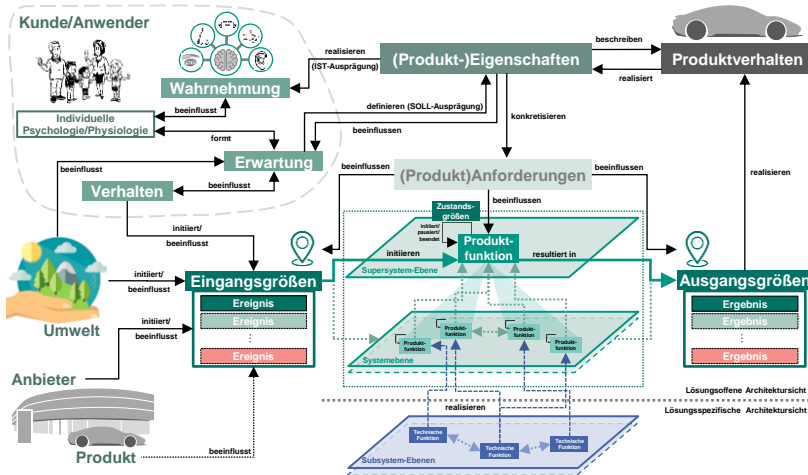 Kunde/Anwender
Wahrnehmung
Individuelle
Psychologie/Physiologie
beeinflusst
formt
Erwartung
beeinflusst
beeinflusst
Verhalten
realisieren
(IST-Ausprägung)
(Produkt-)Eigenschaften
beschreiben
realisiert
Produktverhalten
definieren (SOLL-Ausprägung)
beeinflussen
konkretisieren
beeinflussen
(Produkt)Anforderungen
beeinflussen
beeinflussen
realisieren
initiiert/
beeinflusst
Zustands-
größen
initiiert/
pausiert/
beendet
Produkt-
funktion
initiieren
resultiert in
Supersystem-Ebene
Umwelt
initiiert/
beeinflusst
Eingangsgrößen
Ereignis
Ereignis
Ereignis
Ausgangsgrößen
Ergebnis
Ergebnis
Ergebnis
initiiert/
beeinflusst
Anbieter
Produkt
beeinflusst
Produkt-
funktion
Produkt-
funktion
Produkt-
funktion
Produkt-
funktion
Systemebene
Lösungsoffene Architektursicht
Lösungsspezifische Architektursicht
realisieren
Technische
Funktion
Technische
Funktion
Technische
Funktion
Subsystem-Ebenen